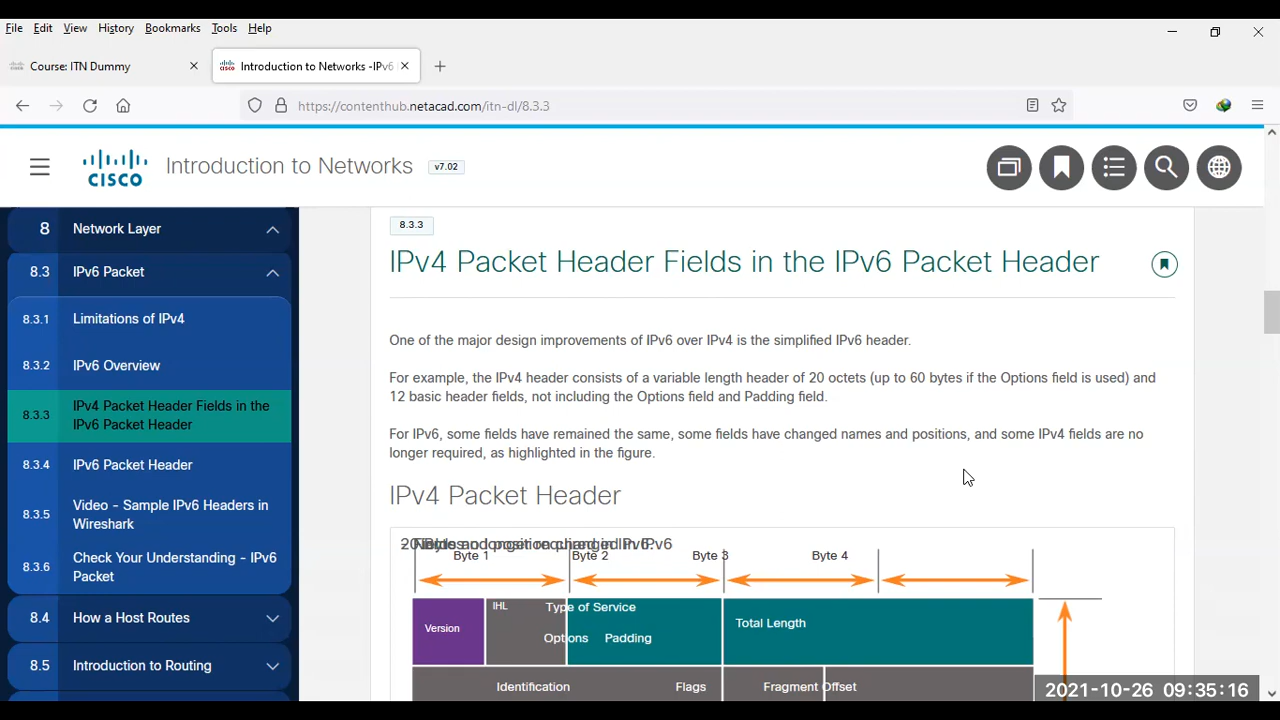 File Edit View History Bookmarks Tools Help
Course: ITN Dummy
Introduction to Networks -IPv6
https://contenthub.netacad.com/itn-dl/8.3.3
CISCO
Introduction to Networks
v7.02
8 Network Layer
8.3 IPv6 Packet
8.3.1 Limitations of IPv4
8.3.2 IPv6 Overview
8.3.3 IPv4 Packet Header Fields in the
IPv6 Packet Header
8.3.4 IPv6 Packet Header
8.3.5 Video - Sample IPv6 Headers in
Wireshark
8.3.6 Check Your Understanding - IPv6
Packet
8.4 How a Host Routes
8.5 Introduction to Routing
8.3.3
IPv4 Packet Header Fields in the IPv6 Packet Header
One of the major design improvements of IPv6 over IPv4 is the simplified IPv6 header.
For example, the IPv4 header consists of a variable length header of 20 octets (up to 60 bytes if the Options field is used) and
12 basic header fields, not including the Options field and Padding field.
For IPv6, some fields have remained the same, some fields have changed names and positions, and some IPv4 fields are no
longer required, as highlighted in the figure.
IPv4 Packet Header
Byte 1 Byte 2 Byte 3 Byte 4
Version IHL Type of Service Total Length
Options Padding
Identification Flags Fragment Offset
2021-10-26 09:35:16